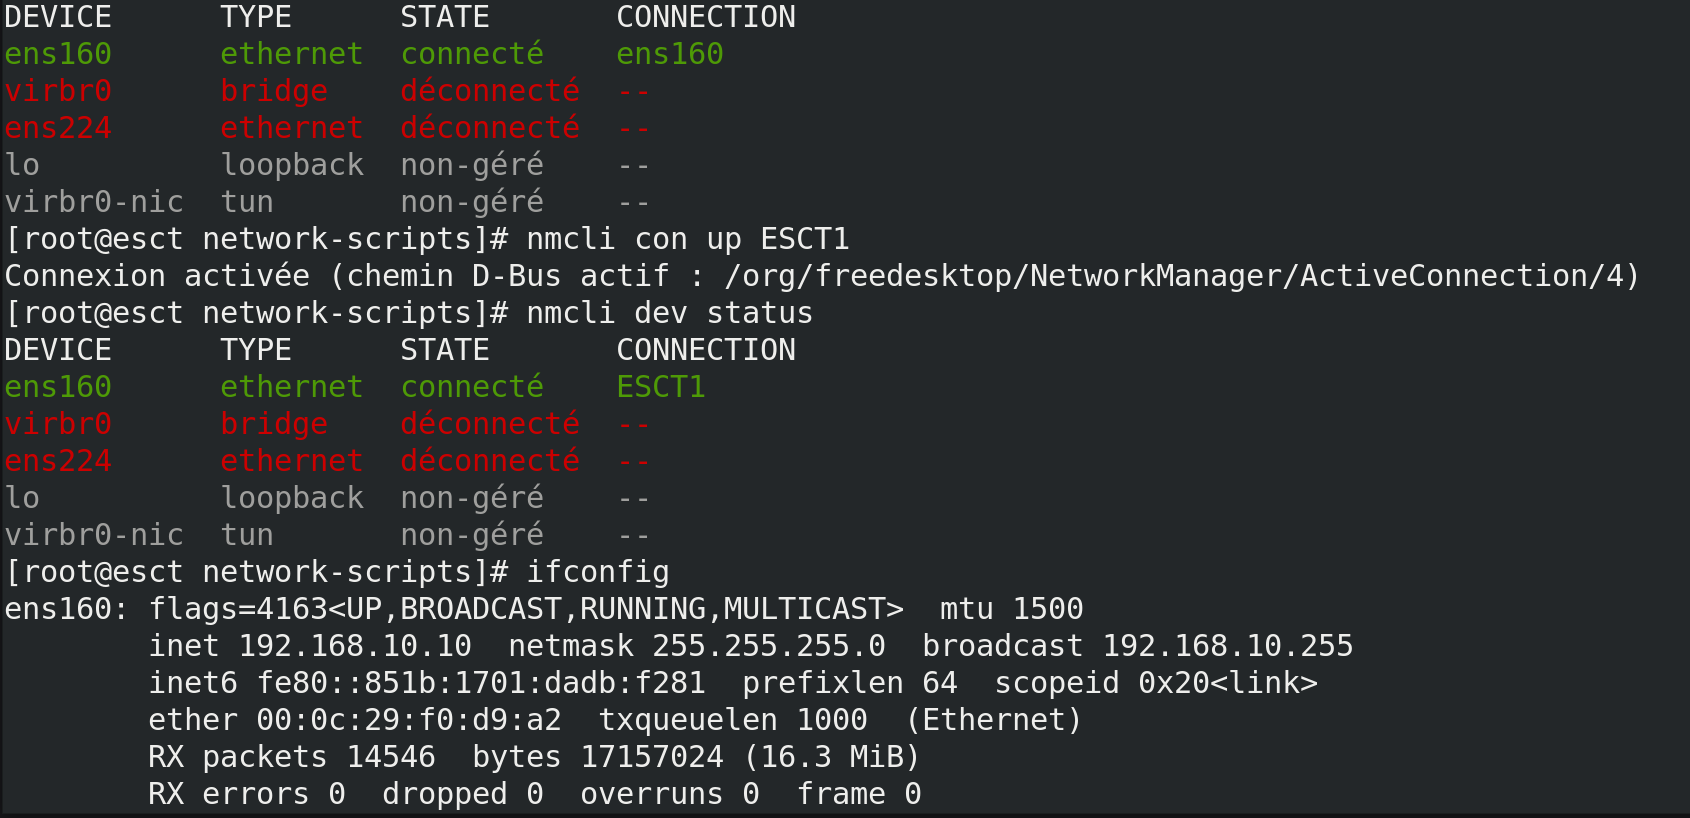 DEVICE      TYPE      STATE       CONNECTION
ens160      ethernet  connecté    ens160
virbr0      bridge    déconnecté  --
ens224      ethernet  déconnecté  --
lo          loopback  non-géré    --
virbr0-nic  tun       non-géré    --
[root@esct network-scripts]# nmcli con up ESCT1
Connexion activée (chemin D-Bus actif : /org/freedesktop/NetworkManager/ActiveConnection/4)
[root@esct network-scripts]# nmcli dev status
DEVICE      TYPE      STATE       CONNECTION
ens160      ethernet  connecté    ESCT1
virbr0      bridge    déconnecté  --
ens224      ethernet  déconnecté  --
lo          loopback  non-géré    --
virbr0-nic  tun       non-géré    --
[root@esct network-scripts]# ifconfig
ens160: flags=4163<UP,BROADCAST,RUNNING,MULTICAST>  mtu 1500
        inet 192.168.10.10  netmask 255.255.255.0  broadcast 192.168.10.255
        inet6 fe80::851b:1701:dadb:f281  prefixlen 64  scopeid 0x20<link>
        ether 00:0c:29:f0:d9:a2  txqueuelen 1000  (Ethernet)
        RX packets 14546  bytes 17157024 (16.3 MiB)
        RX errors 0  dropped 0  overruns 0  frame 0